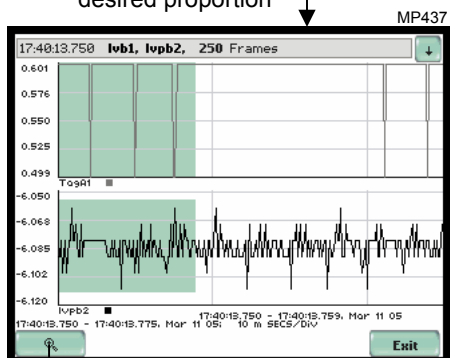 desired proportion
MP437
17:40:13.750 lvb1, lvpb2, 250 Frames
0.601
0.576
0.550
0.525
0.499
TagA1
-6.050
-6.068
-6.085
-6.102
-6.120
lvpb2
17:40:13.750 - 17:40:13.759, Mar 11 05
17:40:13.750 - 17:40:13.775, Mar 11 05; 10 m SECS/Div
Exit